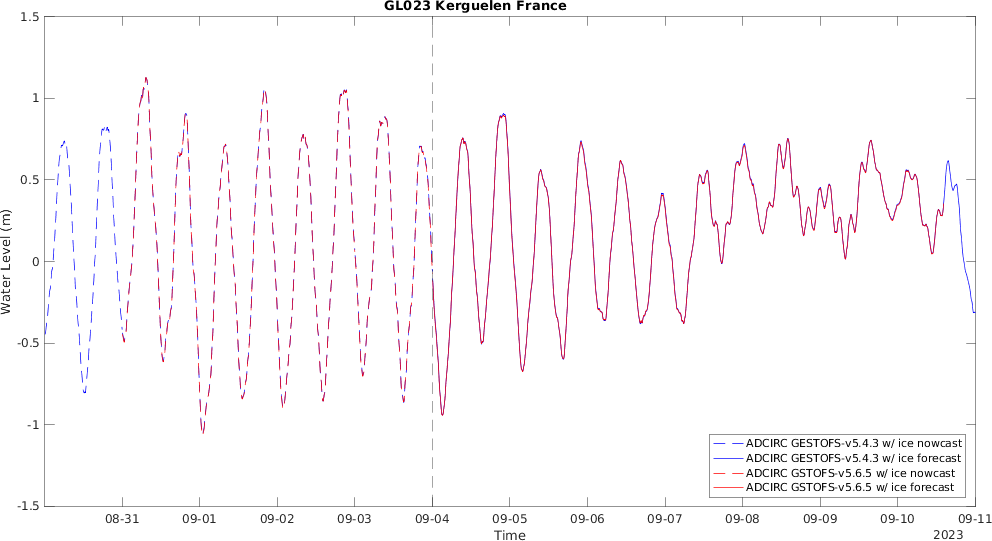 GL023 Kerguelen France
1.5
1
0.5
0
-0.5
-1
-1.5
Water Level (m)
08-31 09-01 09-02 09-03 09-04 09-05 09-06 09-07 09-08 09-09 09-10 09-11
Time
2023
ADCIRC GESTOFS-v5.4.3 w/ ice nowcast
ADCIRC GESTOFS-v5.4.3 w/ ice forecast
ADCIRC GSTOFS-v5.6.5 w/ ice nowcast
ADCIRC GSTOFS-v5.6.5 w/ ice forecast